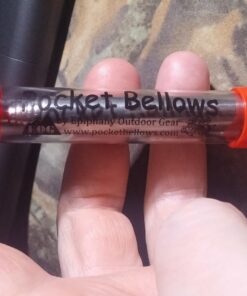 Pocket Bellows
Epiphany Outdoor Gear
www.pocketbellows.com